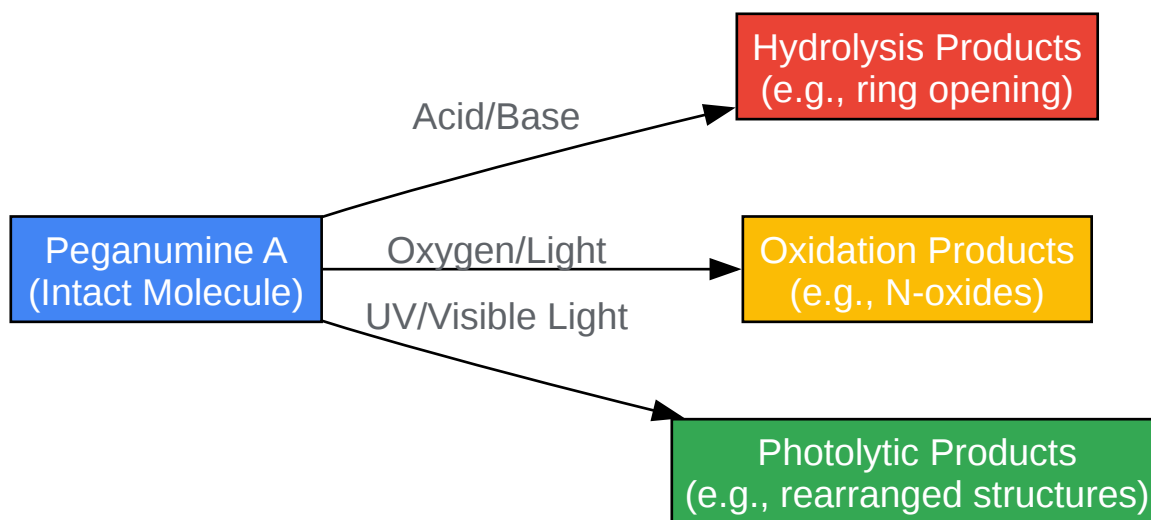 Hydrolysis Products
(e.g., ring opening)
Acid/Base
Peganumine A
(Intact Molecule)
Oxygen/Light
Oxidation Products
(e.g., N-oxides)
UV/Visible Light
Photolytic Products
(e.g., rearranged structures)